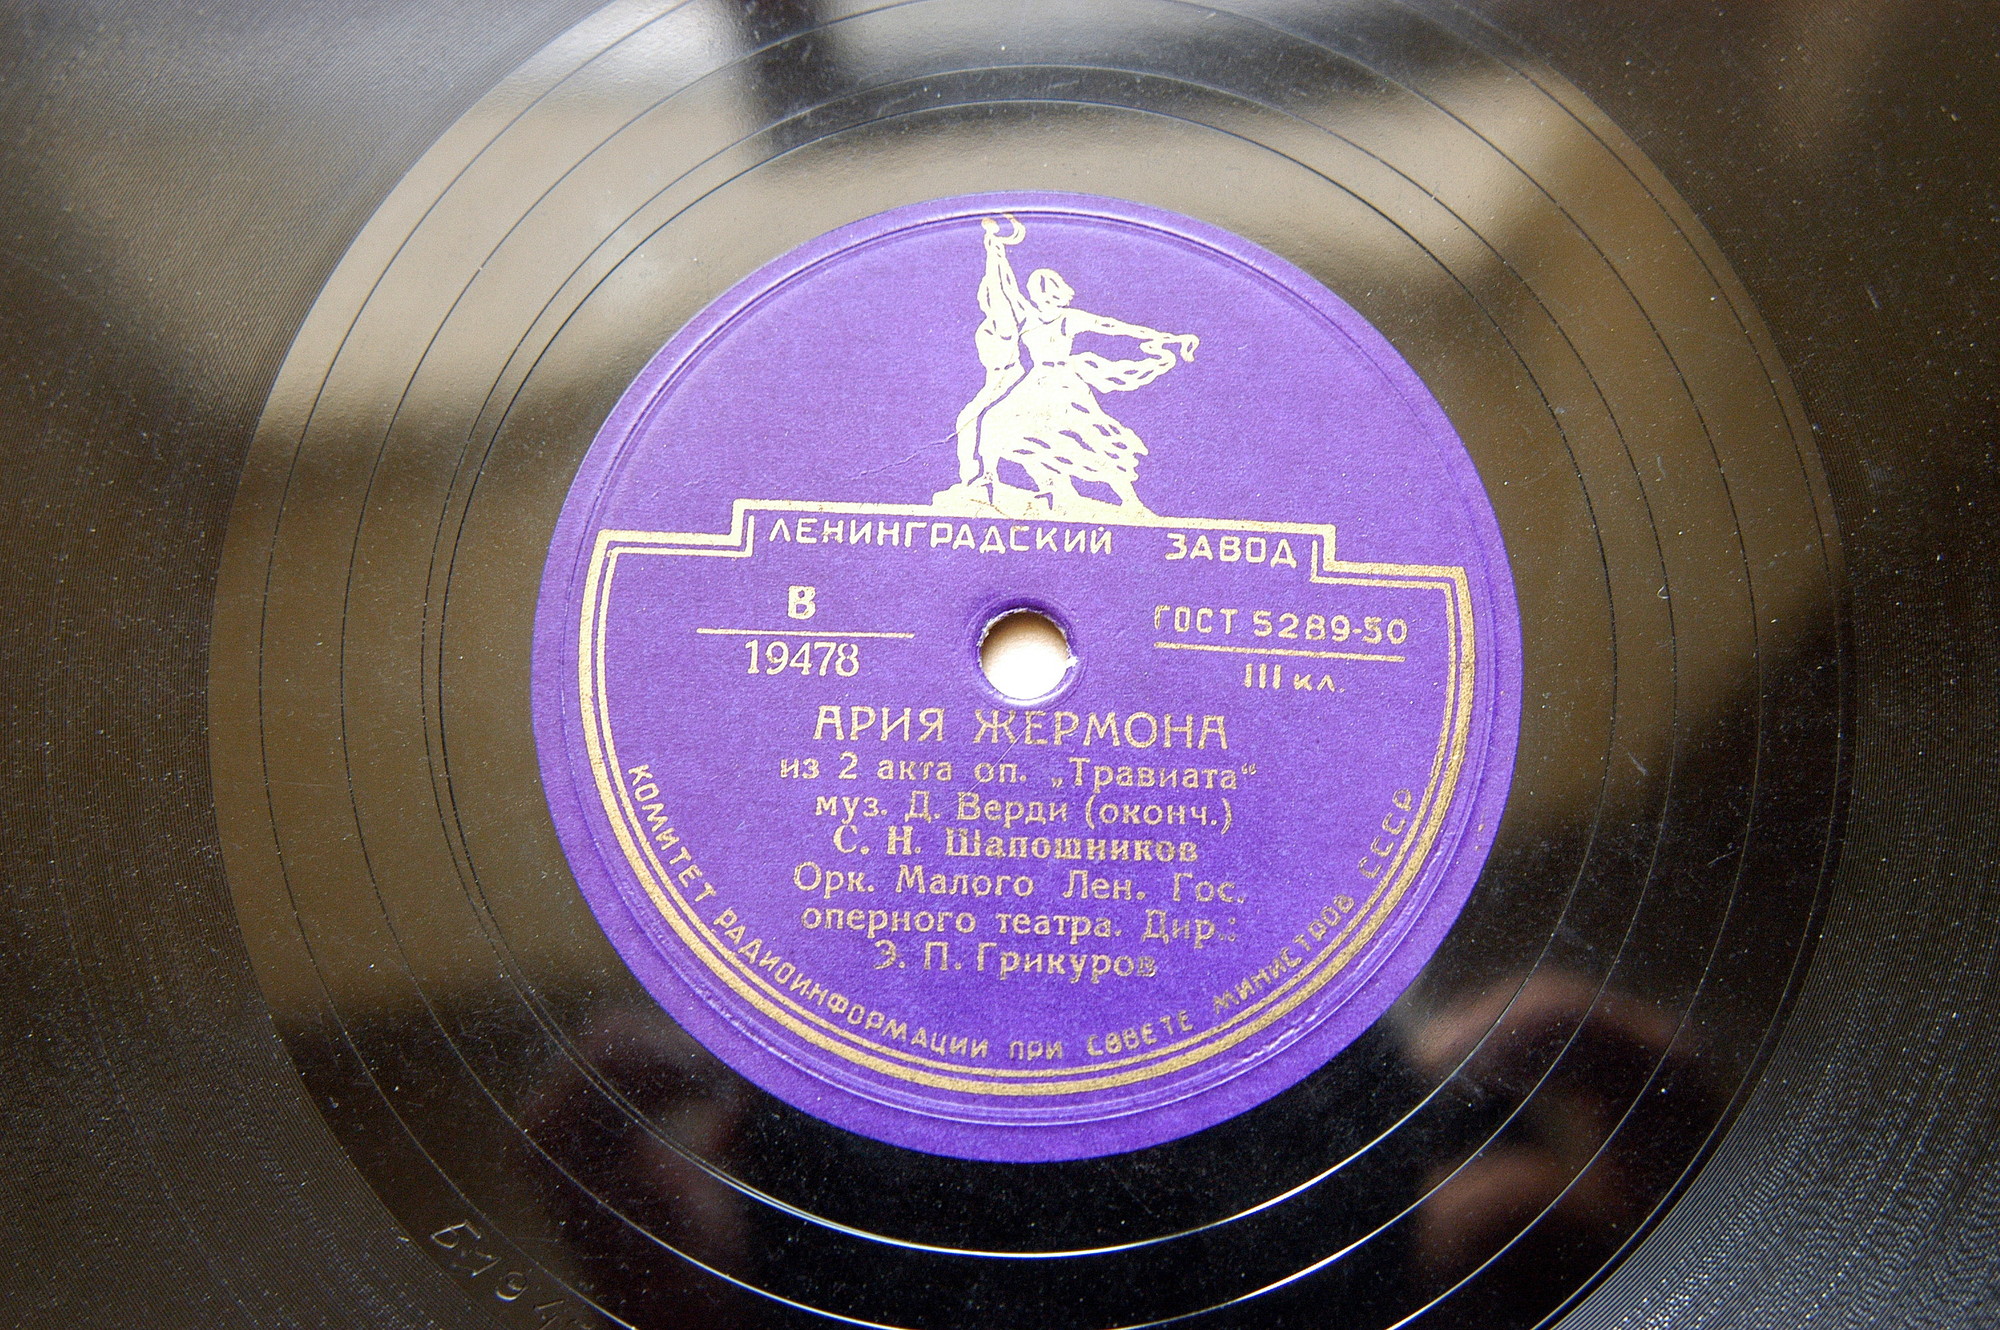 ЛЕНИНГРАДСКИЙ ЗАВОД
В
19478
ГОСТ 5289-50
III кл.
АРИЯ ЖЕРМОНА
из 2 акта оп. „Травиата“
муз. Д. Верди (оконч.)
С. Н. Шапошников
Орк. Малого Лен. Гос.
оперного театра. Дир.:
Э. П. Грикуров
КОМИТЕТ РАДИОИНФОРМАЦИИ ПРИ СОВЕТЕ МИНИСТРОВ СССР